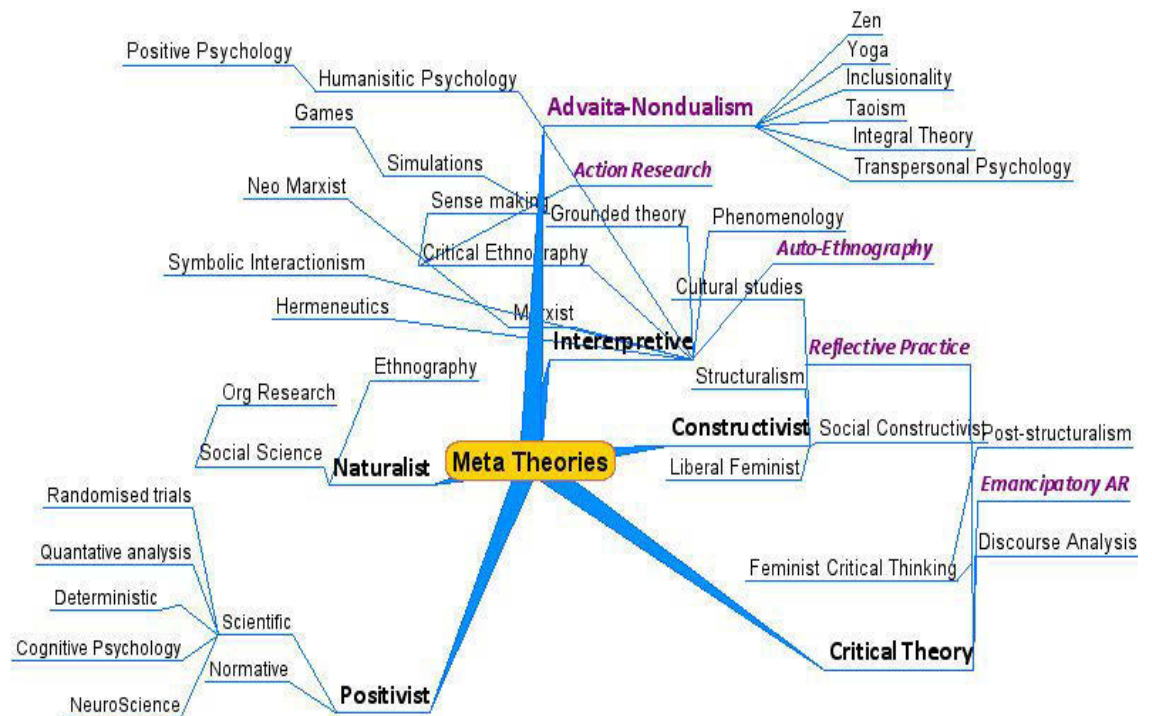 Zen
Positive Psychology
Yoga
Humanisitic Psychology
Inclusionality
Advaita-Nondualism
Taoism
Games
Integral Theory
Simulations
Action Research
Transpersonal Psychology
Neo Marxist
Sense making
Grounded theory
Phenomenology
Critical Ethnography
Auto-Ethnography
Symbolic Interactionism
Cultural studies
Hermeneutics
Marxist
Intererpretive
Reflective Practice
Ethnography
Structuralism
Org Research
Constructivist
Social Constructivist
Post-structuralism
Social Science
Naturalist
Meta Theories
Liberal Feminist
Emancipatory AR
Randomised trials
Discourse Analysis
Quantative analysis
Feminist Critical Thinking
Deterministic
Scientific
Cognitive Psychology
Critical Theory
Normative
Positivist
NeuroScience